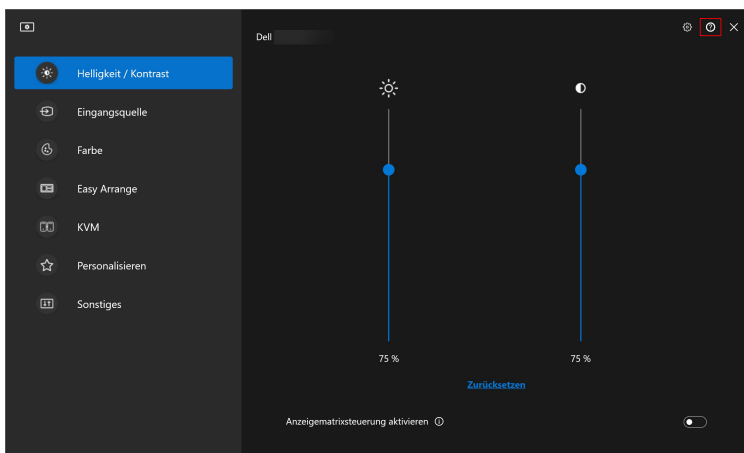 Dell
Helligkeit / Kontrast
Eingangsquelle
Farbe
Easy Arrange
KVM
Personalisieren
Sonstiges
75 %
75 %
Zurücksetzen
Anzeigematrixsteuerung aktivieren